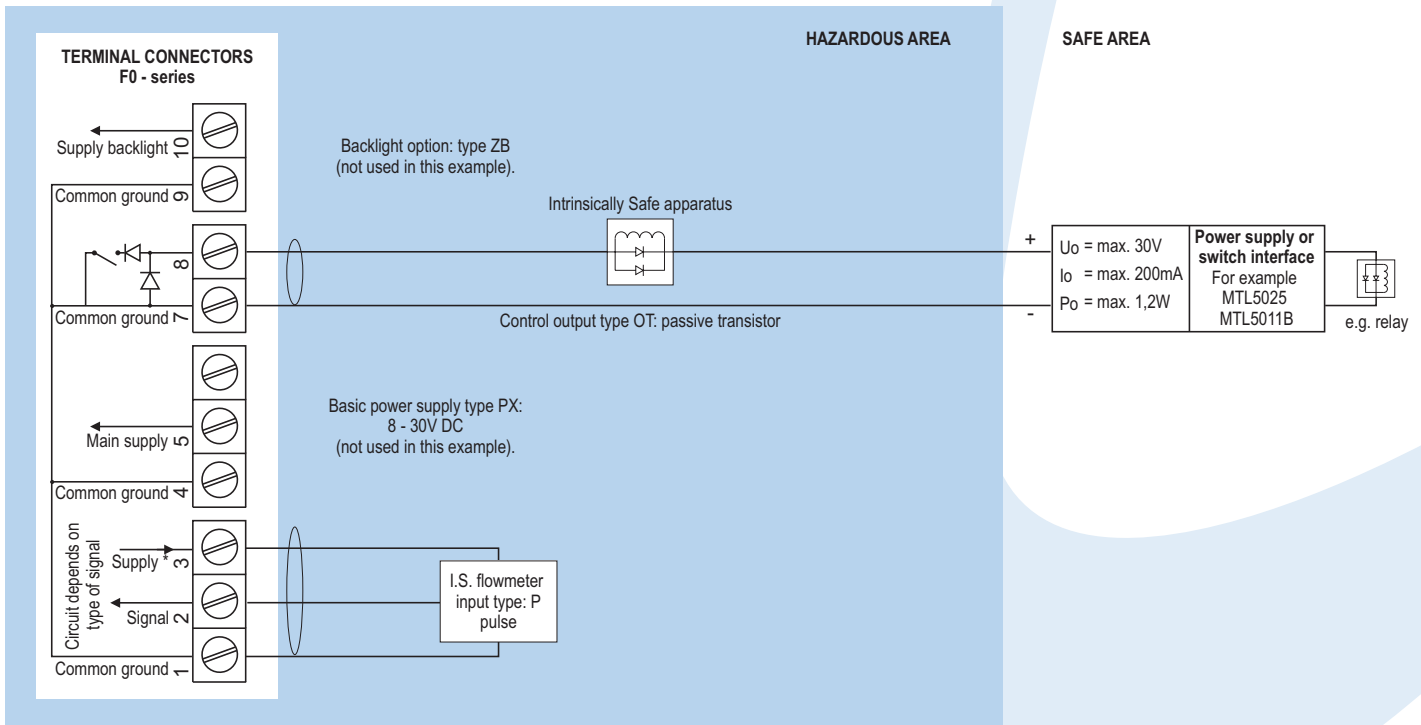 HAZARDOUS AREA
SAFE AREA
TERMINAL CONNECTORS
F0 - series
Supply backlight 10
Common ground 9
8
Common ground 7
Main supply 5
Common ground 4
Circuit depends on
type of signal
Supply * 3
Signal 2
Common ground 1
Backlight option: type ZB
(not used in this example).
Intrinsically Safe apparatus
Control output type OT: passive transistor
Basic power supply type PX:
8 - 30V DC
(not used in this example).
I.S. flowmeter
input type: P
pulse
+
-
Uo = max. 30V
Io = max. 200mA
Po = max. 1,2W
Power supply or
switch interface
For example
MTL5025
MTL5011B
e.g. relay